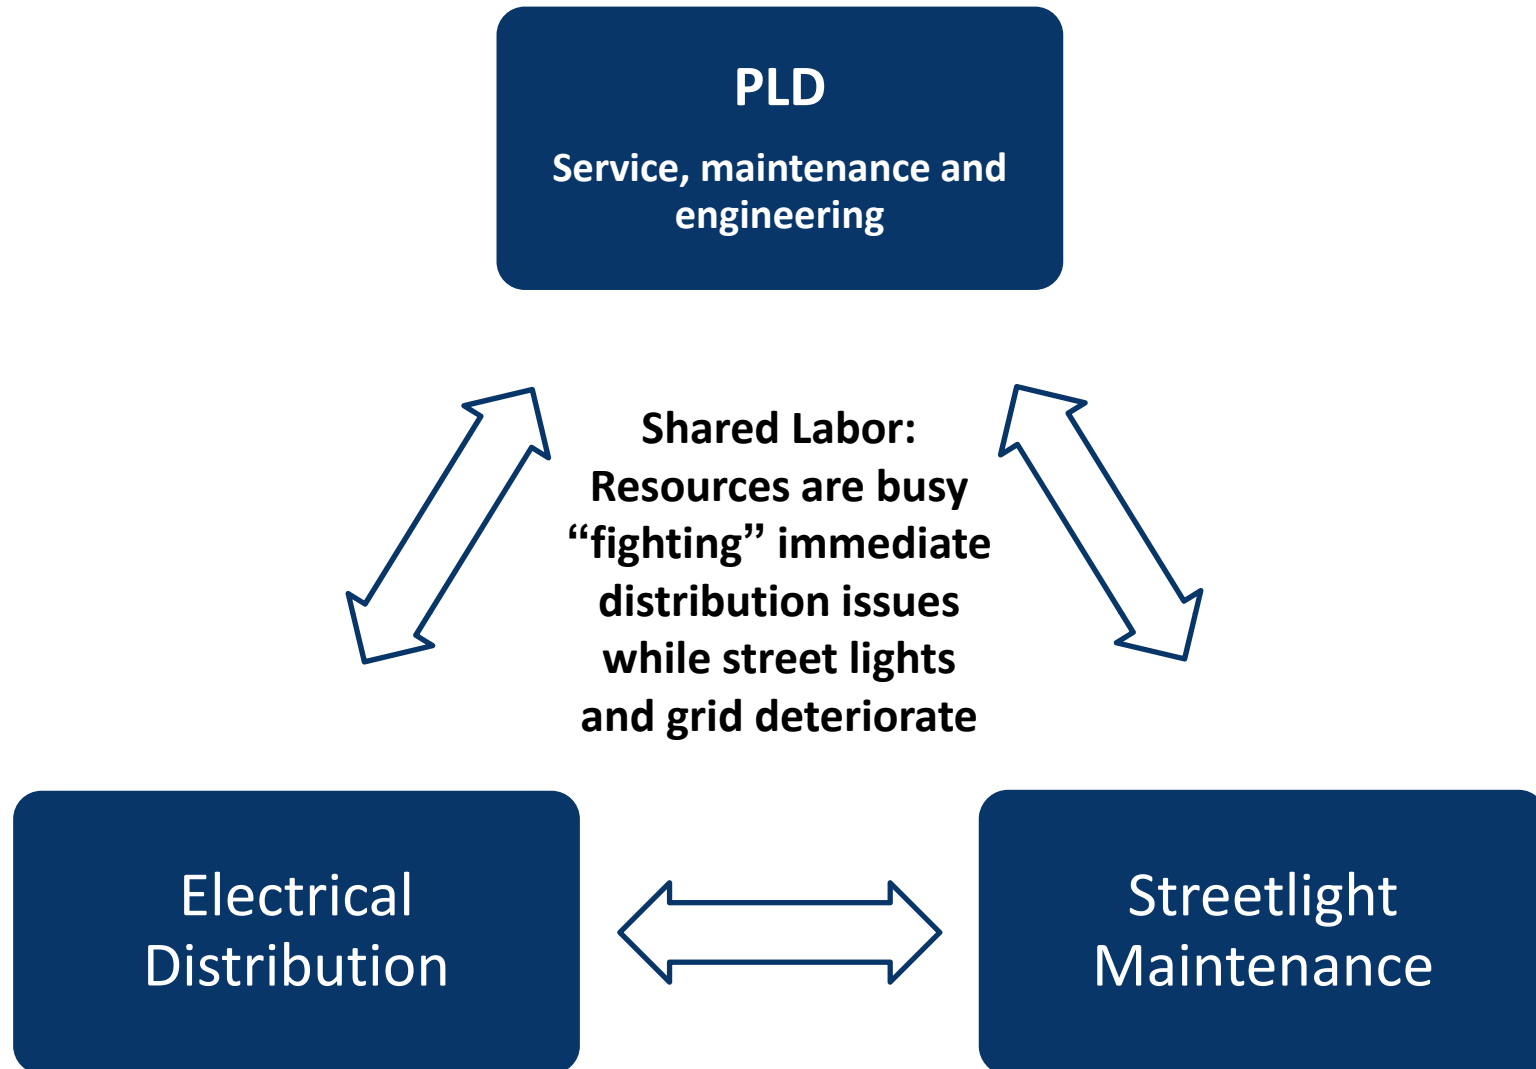 PLD
Service, maintenance and
engineering
Shared Labor:
Resources are busy
“fighting” immediate
distribution issues
while street lights
and grid deteriorate
Electrical
Distribution
Streetlight
Maintenance